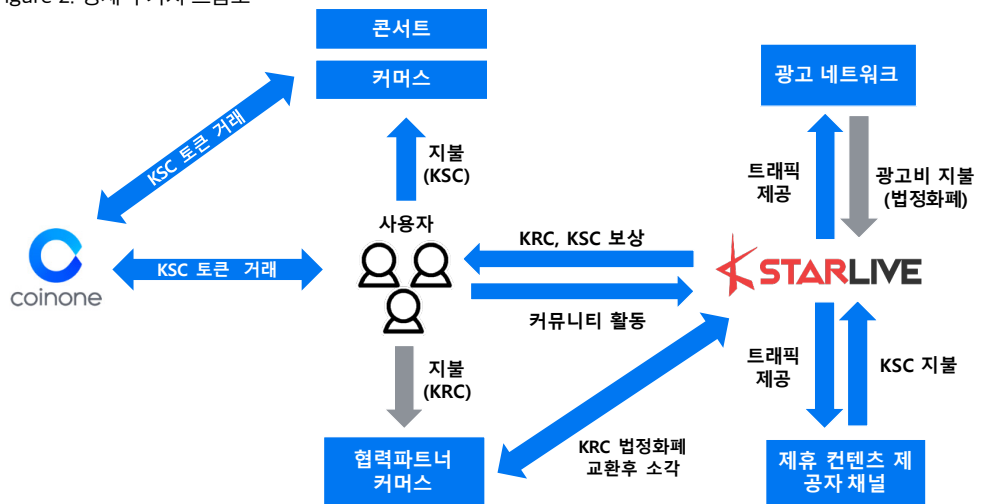 콘서트
커머스
광고 네트워크
KSC 토큰 거래
지불
(KSC)
트래픽
제공
광고비 지불
(법정화폐)
사용자
KRC, KSC 보상
coinone
KSC 토큰 거래
STARLIVE
커뮤니티 활동
지불
(KRC)
트래픽
제공
KSC 지불
KRC 법정화폐
교환후 소각
협력파트너
커머스
제휴 컨텐츠 제
공자 채널